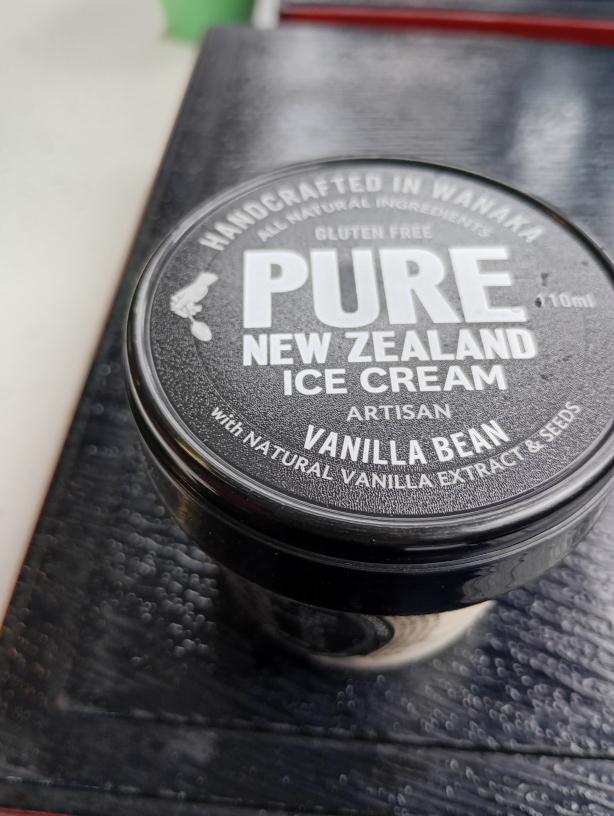 HANDCRAFTED IN WANAKA
ALL NATURAL INGREDIENTS
GLUTEN FREE
PURE
110ml
NEW ZEALAND
ICE CREAM
ARTISAN
VANILLA BEAN
with NATURAL VANILLA EXTRACT & SEEDS